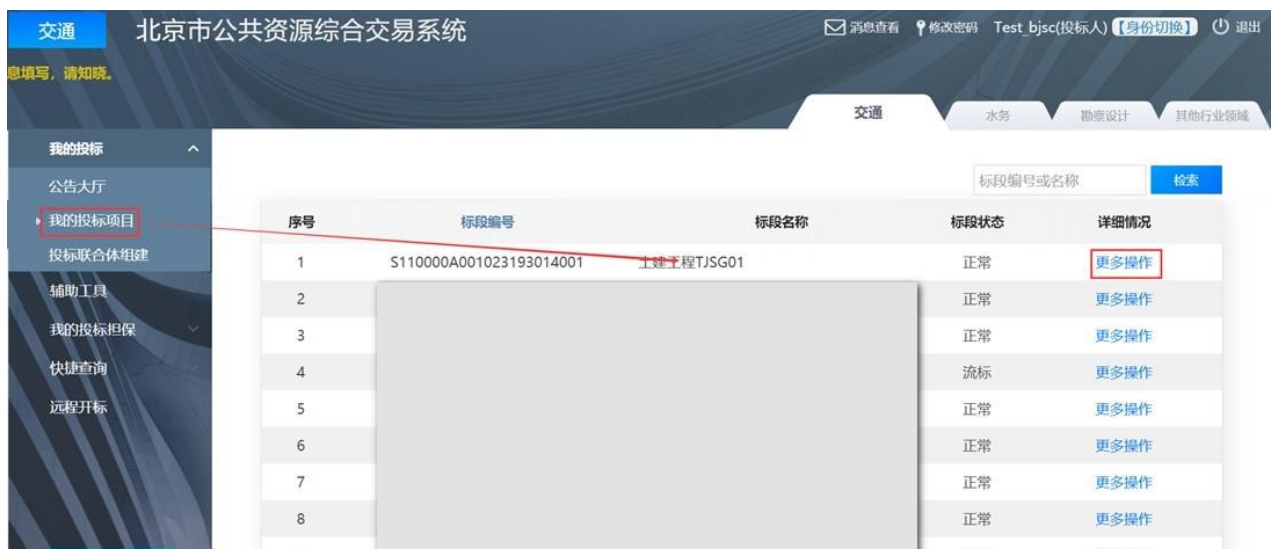 交通 北京市公共资源综合交易系统 消息查看 修改密码 Test_bjsc(投标人)【身份切换】 退出
息填写，请知晓。
交通 水务 勘察设计 其他行业领域
我的投标
公告大厅
我的投标项目
投标联合体组建
辅助工具
我的投标担保
快捷查询
远程开标
标段编号或名称 检索
序号 标段编号 标段名称 标段状态 详细情况
1 S110000A001023193014001 土建工程TJSG01 正常 更多操作
2 正常 更多操作
3 正常 更多操作
4 流标 更多操作
5 正常 更多操作
6 正常 更多操作
7 正常 更多操作
8 正常 更多操作